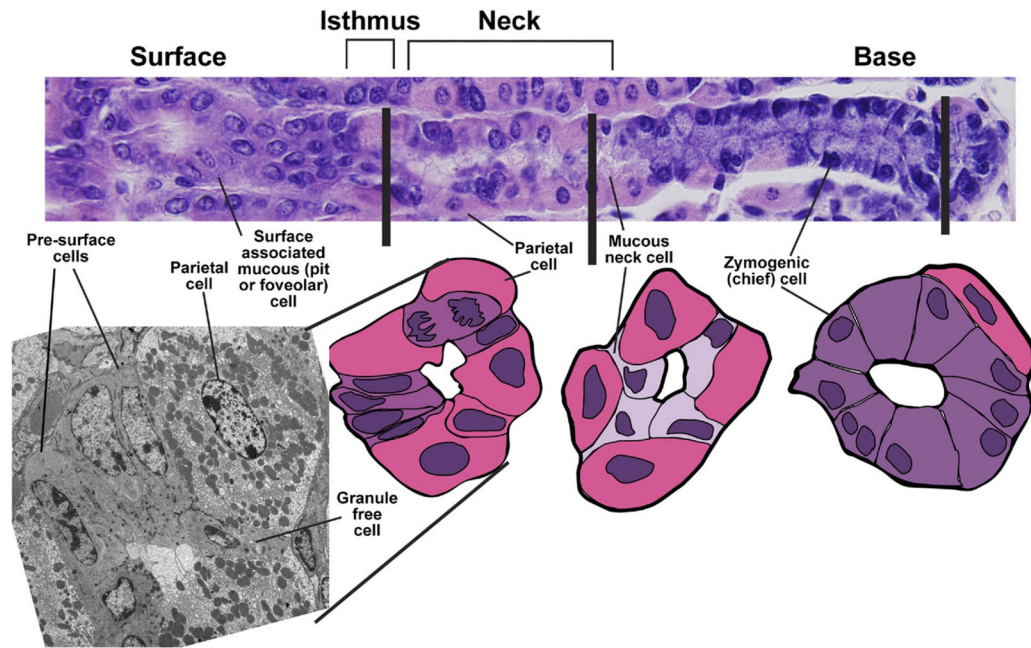 Isthmus
Neck
Surface
Base
Pre-surface
cells
Parietal
cell
Surface
associated
mucous (pit
or foveolar)
cell
Parietal
cell
Mucous
neck cell
Zymogenic
(chief) cell
Granule
free
cell